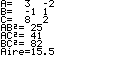 A=  3  -2
B=  -1 1
C=  8  2
AB²= 25
AC²= 41
BC²= 82
Aire=15.5